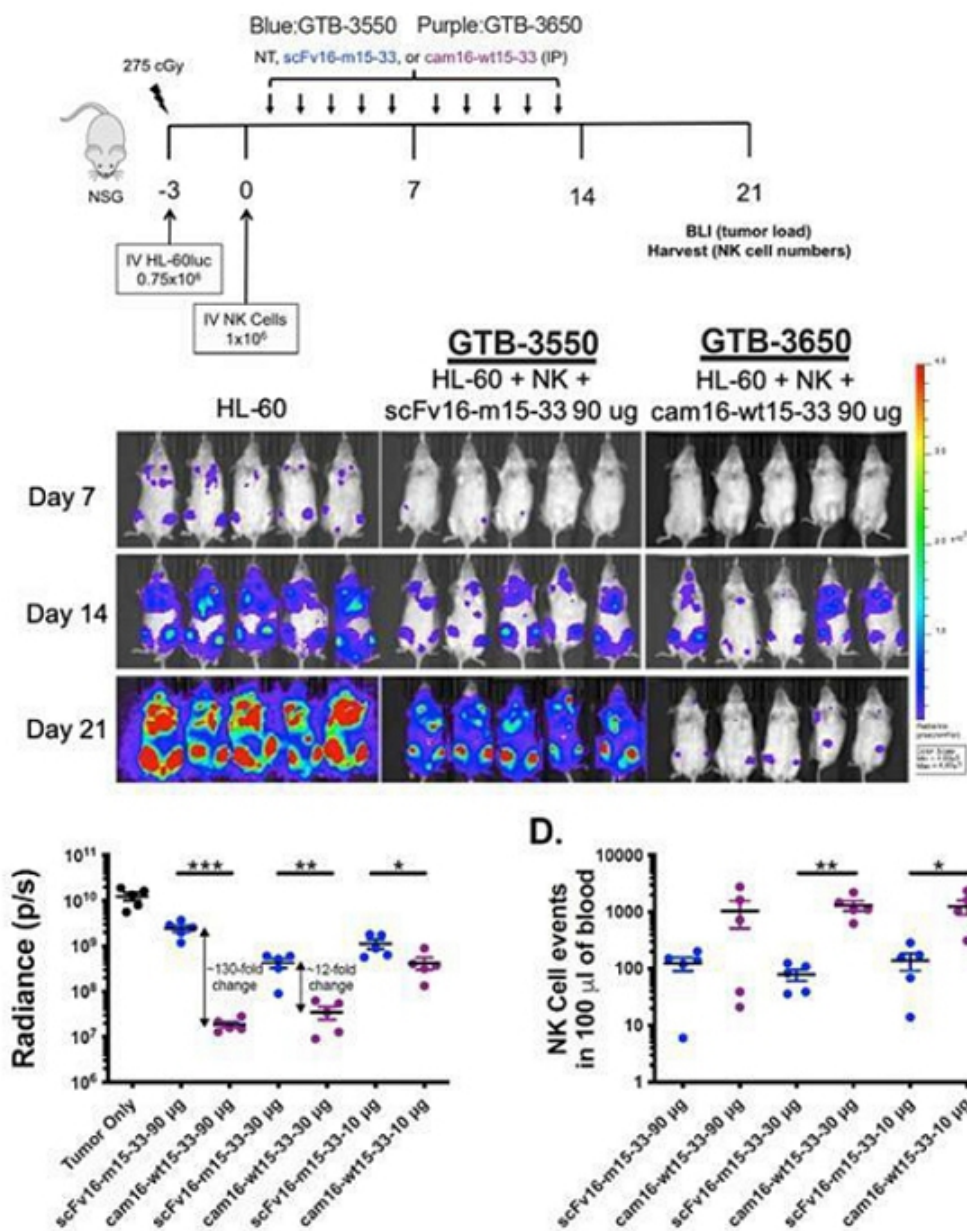 Blue:GTB-3550 Purple:GTB-3650
NT, scFv16-m15-33, or cam16-wt15-33 (IP)
275 cGy
NSG
-3 0 7 14 21
BLI (tumor load)
Harvest (NK cell numbers)
IV HL-60luc
0.75x10⁶
IV NK Cells
1x10⁶
GTB-3550
GTB-3650
HL-60
HL-60 + NK +
scFv16-m15-33 90 ug
HL-60 + NK +
cam16-wt15-33 90 ug
Day 7
Day 14
Day 21
Radiance (p/s)
10¹¹
10¹⁰
10⁹
10⁸
10⁷
10⁶
***
**
*
~130-fold
change
~12-fold
change
Tumor Only
scFv16-m15-33-90 µg
cam16-wt15-33-90 µg
scFv16-m15-33-30 µg
cam16-wt15-33-30 µg
scFv16-m15-33-10 µg
cam16-wt15-33-10 µg
D.
NK Cell events
in 100 µl of blood
10000
1000
100
10
1
**
*
scFv16-m15-33-90 µg
cam16-wt15-33-90 µg
scFv16-m15-33-30 µg
cam16-wt15-33-30 µg
scFv16-m15-33-10 µg
cam16-wt15-33-10 µg